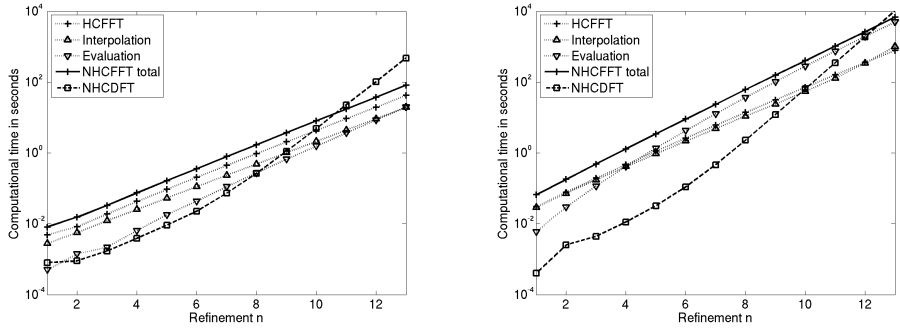 10^4
10^2
10^0
10^-2
10^-4
Computational time in seconds
HCFFT
Interpolation
Evaluation
NHCFFT total
NHCDFT
2 4 6 8 10 12
Refinement n
10^4
10^2
10^0
10^-2
10^-4
Computational time in seconds
HCFFT
Interpolation
Evaluation
NHCFFT total
NHCDFT
2 4 6 8 10 12
Refinement n